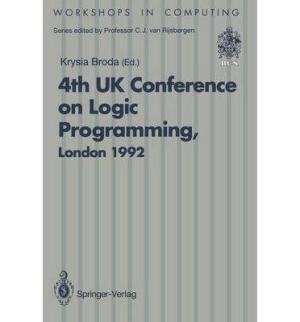 WORKSHOPS IN COMPUTING
Series edited by Professor C.J. van Rijsbergen
BCS
Krysia Broda (Ed.)
4th UK Conference
on Logic
Programming,
London 1992
Springer-Verlag